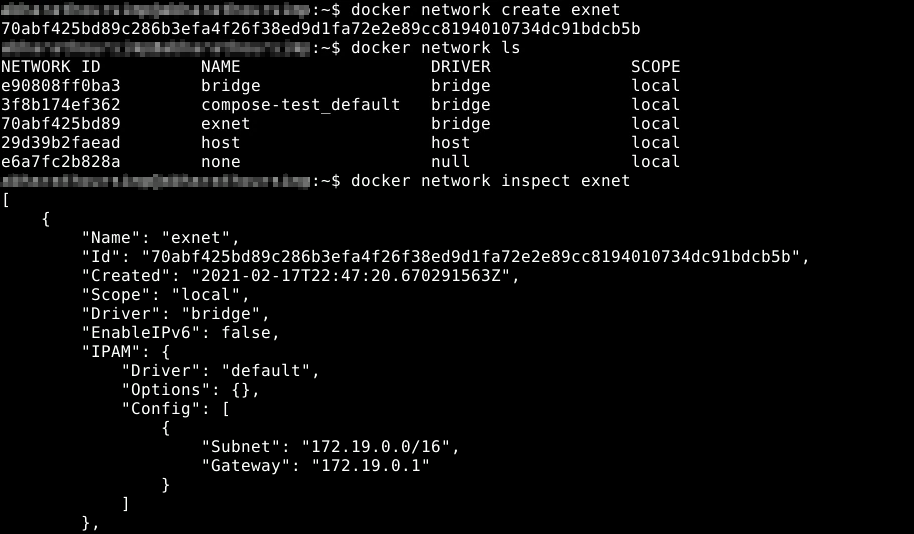 :~$ docker network create exnet
70abf425bd89c286b3efa4f26f38ed9d1fa72e2e89cc8194010734dc91bdcb5b
:~$ docker network ls
NETWORK ID          NAME                   DRIVER              SCOPE
e90808ff0ba3        bridge                 bridge              local
3f8b174ef362        compose-test_default   bridge              local
70abf425bd89        exnet                  bridge              local
29d39b2faead        host                   host                local
e6a7fc2b828a        none                   null                local
:~$ docker network inspect exnet
[
    {
        "Name": "exnet",
        "Id": "70abf425bd89c286b3efa4f26f38ed9d1fa72e2e89cc8194010734dc91bdcb5b",
        "Created": "2021-02-17T22:47:20.670291563Z",
        "Scope": "local",
        "Driver": "bridge",
        "EnableIPv6": false,
        "IPAM": {
            "Driver": "default",
            "Options": {},
            "Config": [
                {
                    "Subnet": "172.19.0.0/16",
                    "Gateway": "172.19.0.1"
                }
            ]
        },